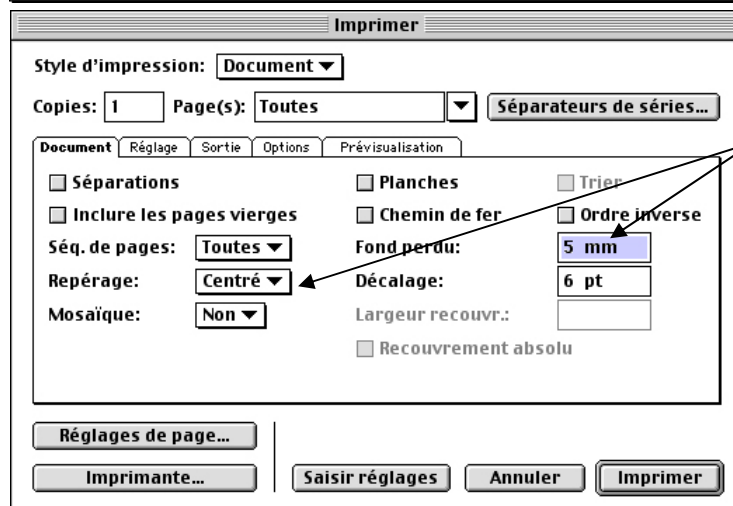 Imprimer
Style d'impression: Document
Copies: 1 Page(s): Toutes Séparateurs de séries...
Document Réglage Sortie Options Prévisualisation
Séparations Planches Trier
Inclure les pages vierges Chemin de fer Ordre inverse
Séq. de pages: Toutes Fond perdu: 5 mm
Repérage: Centré Décalage: 6 pt
Mosaïque: Non Largeur recouvr.:
Recouvrement absolu
Réglages de page...
Imprimante... Saisir réglages Annuler Imprimer